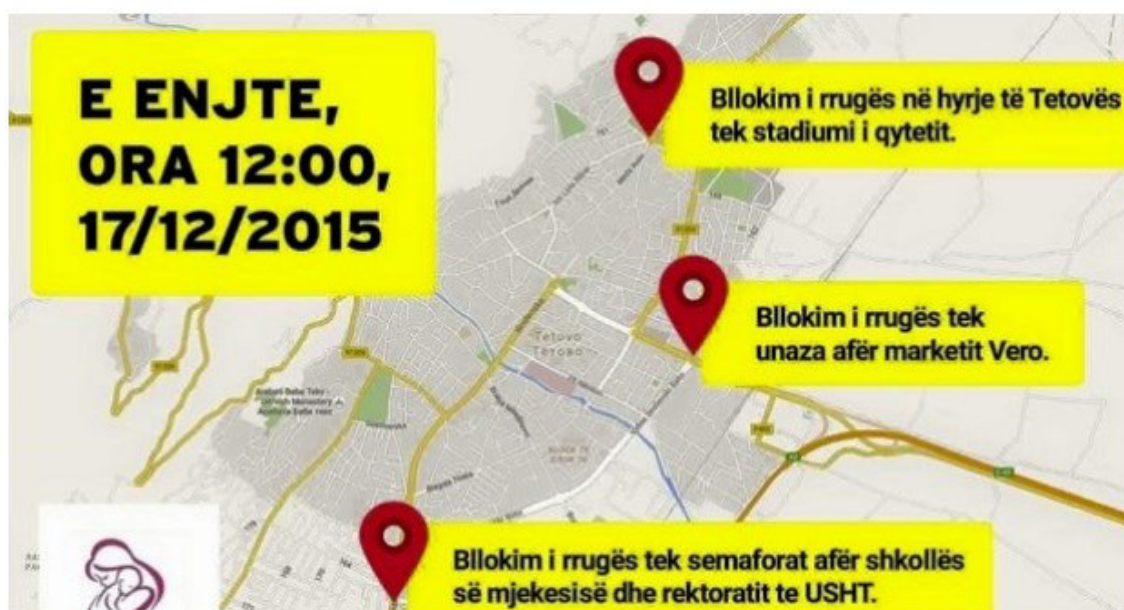 E ENJTE,
ORA 12:00,
17/12/2015
Bllokim i rrugës në hyrje të Tetovës
tek stadiumi i qytetit.
Bllokim i rrugës tek
unaza afër marketit Vero.
Tetovo
Тетово
Bllokim i rrugës tek semaforat afër shkollës
së mjekesisë dhe rektoratit te USHT.